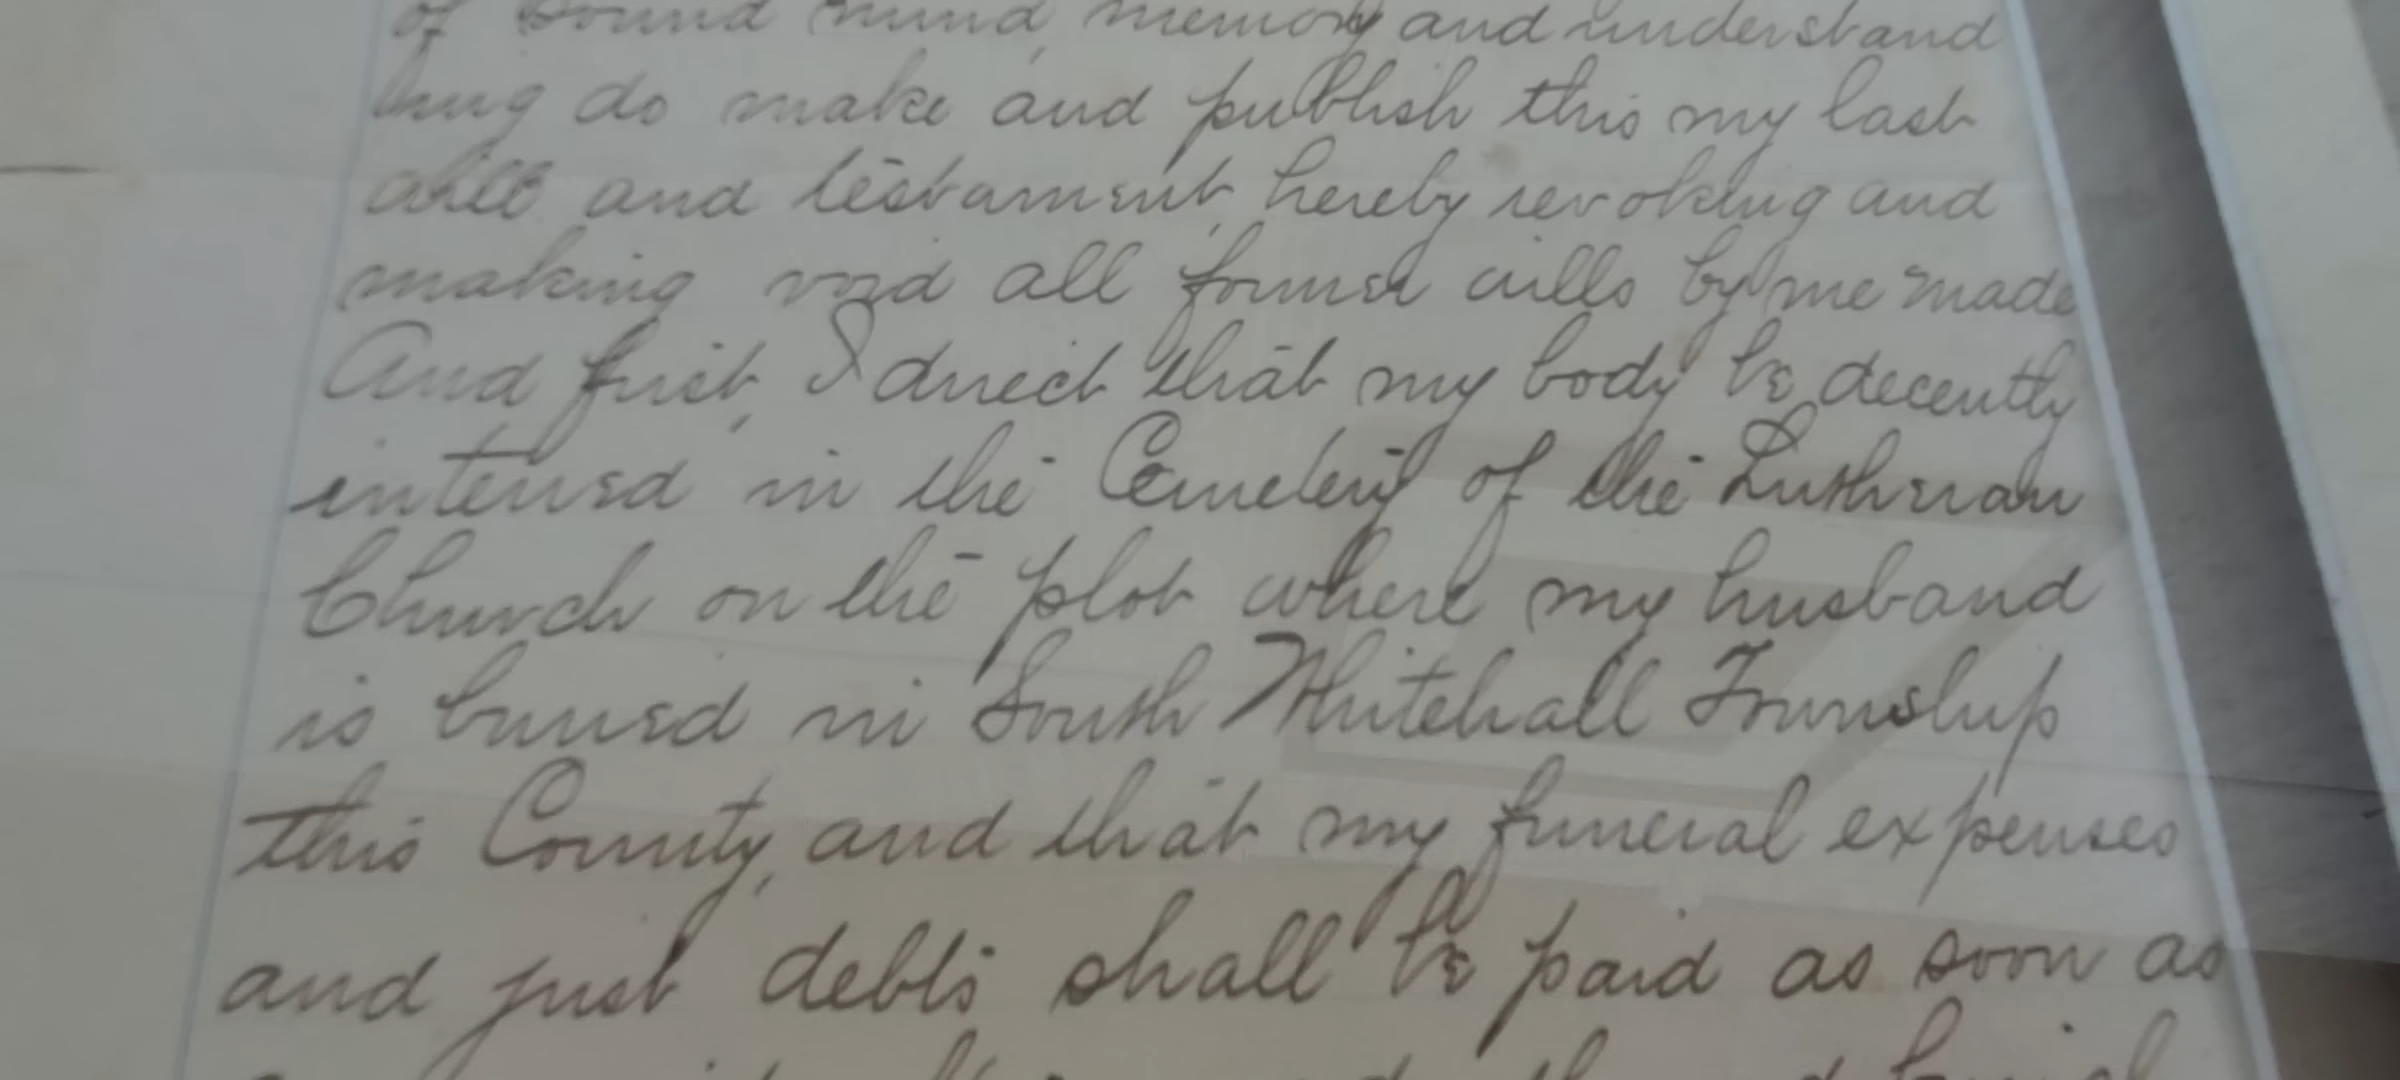 of sound mind, memory and understand
ing do make and publish this my last
will and testament, hereby revoking and
making void all former wills by me made
And first, I direct that my body be decently
interred in the Cemetery of the Lutheran
Church on the plot where my husband
is buried in South Whitehall Township
this County, and that my funeral expenses
and just debts shall be paid as soon as